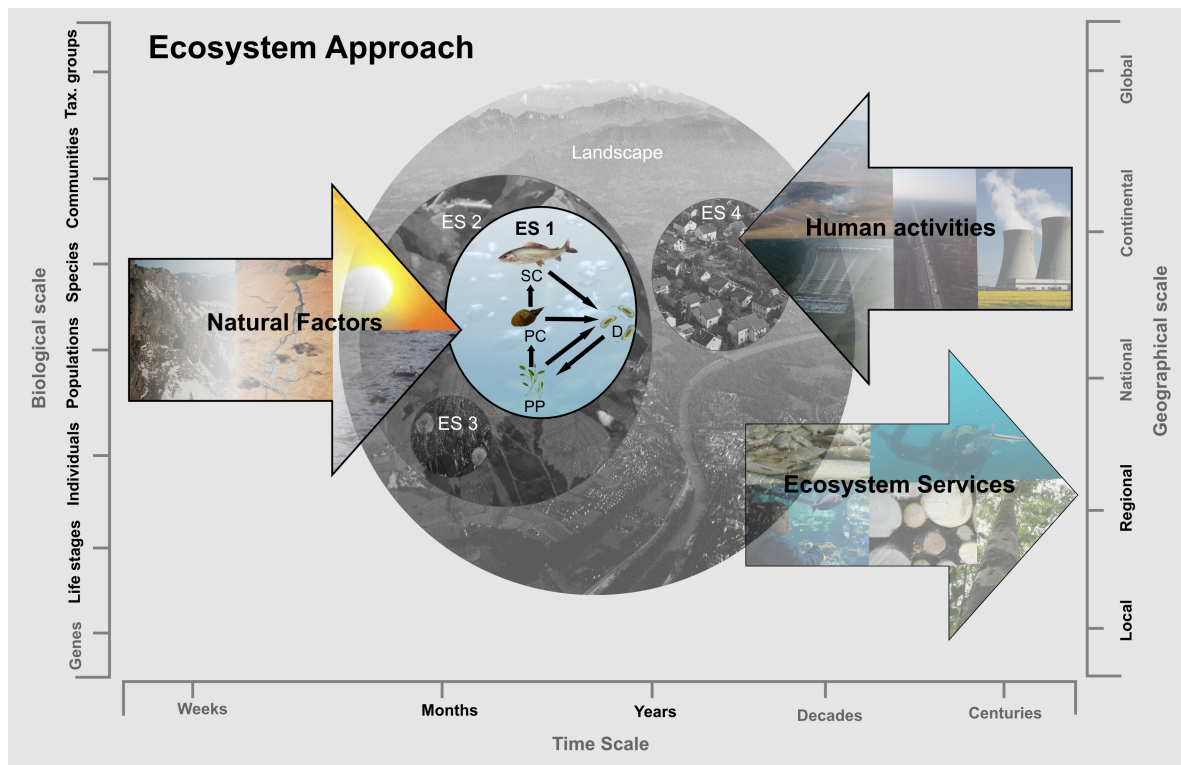 Ecosystem Approach
Biological scale
Tax. groups
Communities
Species
Populations
Individuals
Life stages
Genes
Landscape
ES 2
ES 1
ES 4
SC
PC
D
PP
ES 3
Natural Factors
Human activities
Ecosystem Services
Global
Continental
National
Regional
Local
Geographical scale
Weeks
Months
Years
Decades
Centuries
Time Scale